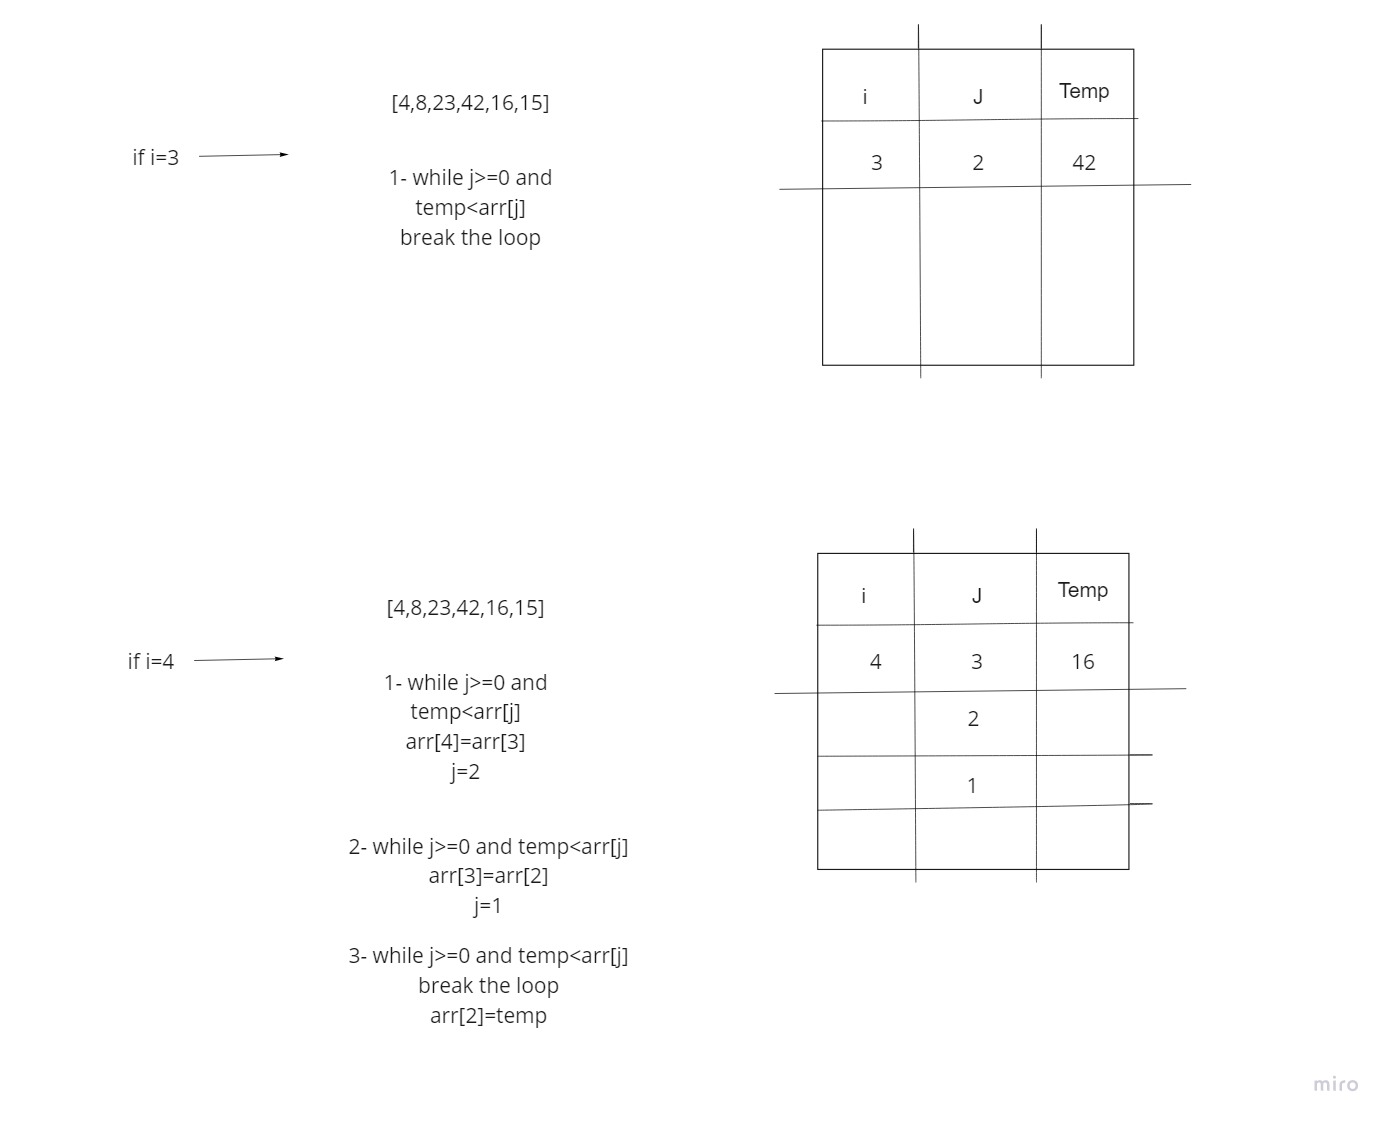 [4,8,23,42,16,15]
if i=3
1- while j>=0 and
temp<arr[j]
break the loop
i J Temp
3 2 42
[4,8,23,42,16,15]
if i=4
1- while j>=0 and
temp<arr[j]
arr[4]=arr[3]
j=2
2- while j>=0 and temp<arr[j]
arr[3]=arr[2]
j=1
3- while j>=0 and temp<arr[j]
break the loop
arr[2]=temp
i J Temp
4 3 16
2
1
miro